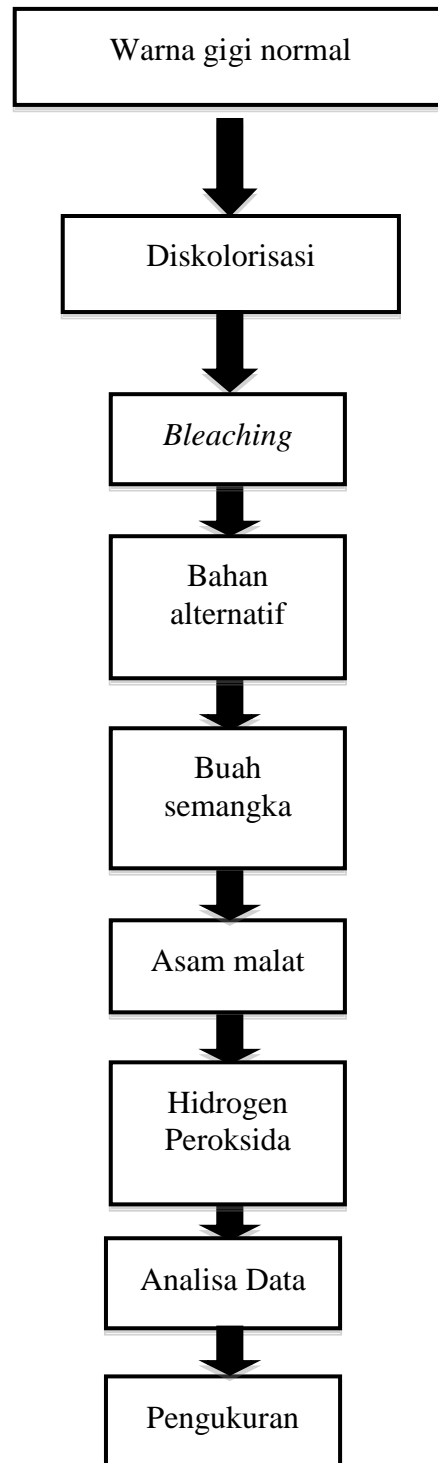 Warna gigi normal
Diskolorisasi
Bleaching
Bahan
alternatif
Buah
semangka
Asam malat
Hidrogen
Peroksida
Analisa Data
Pengukuran